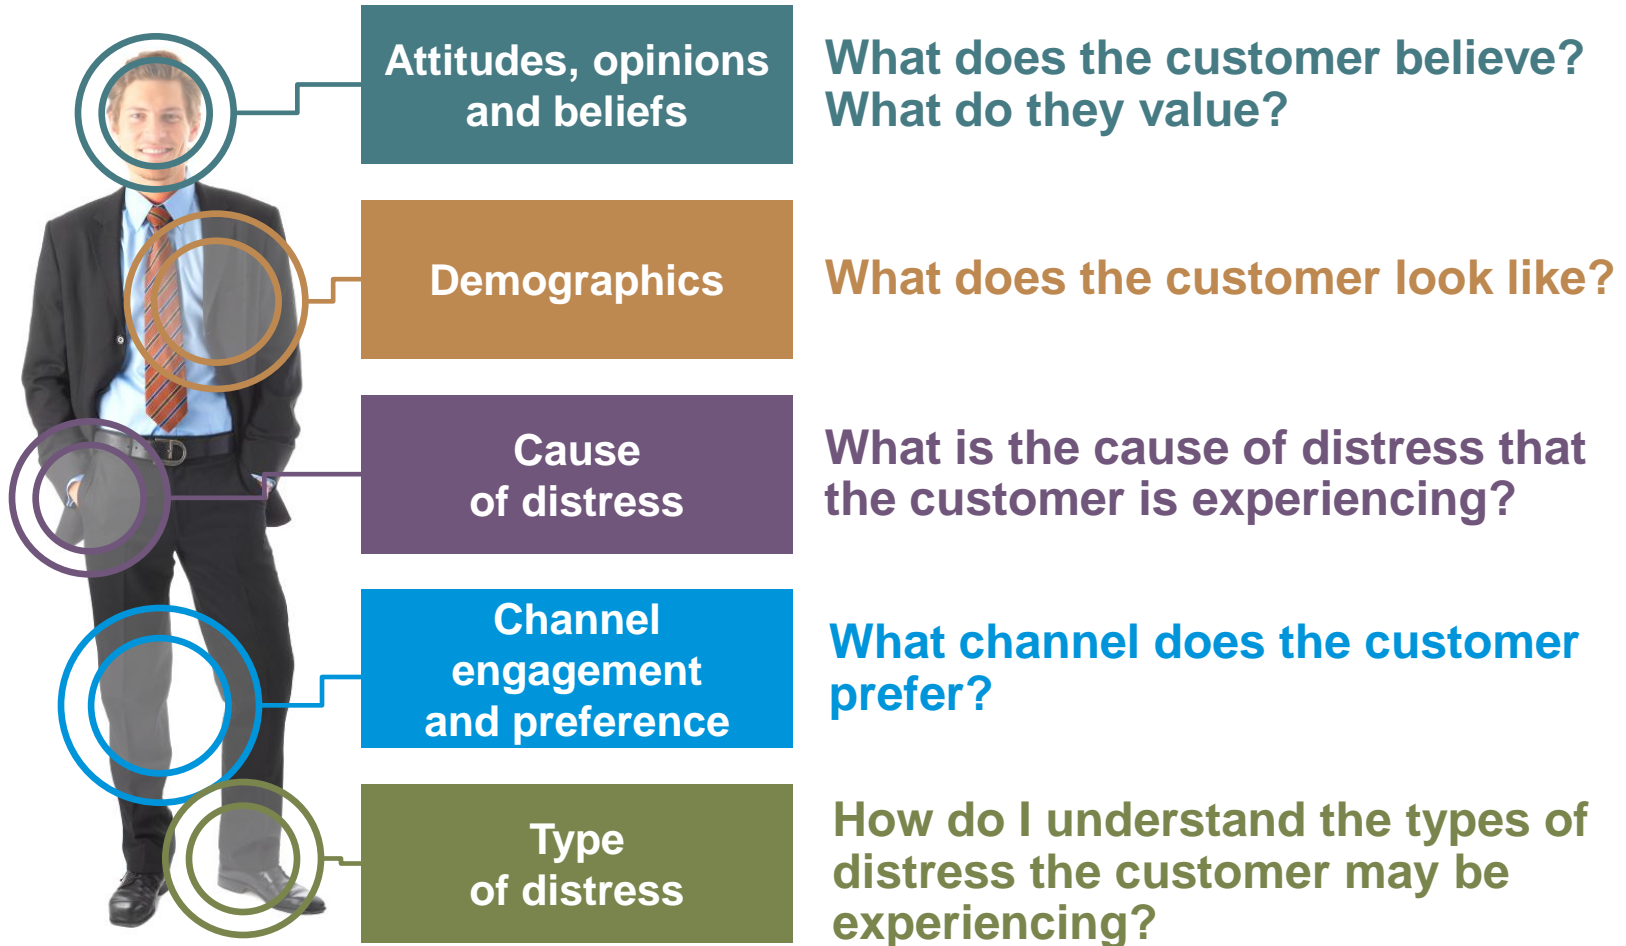 Attitudes, opinions
and beliefs
What does the customer believe?
What do they value?
Demographics
What does the customer look like?
Cause
of distress
What is the cause of distress that
the customer is experiencing?
Channel
engagement
and preference
What channel does the customer
prefer?
Type
of distress
How do I understand the types of
distress the customer may be
experiencing?